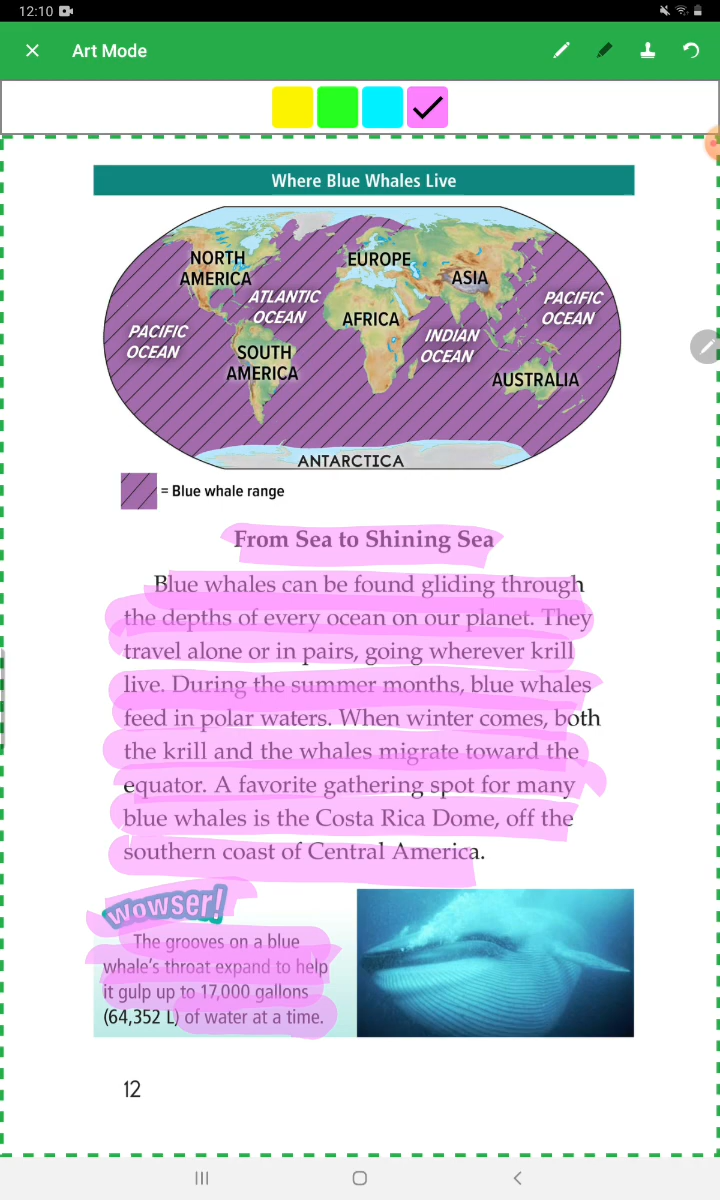 12:10
Art Mode
Where Blue Whales Live
NORTH
AMERICA
EUROPE
ASIA
ATLANTIC
OCEAN
AFRICA
PACIFIC
OCEAN
PACIFIC
OCEAN
INDIAN
OCEAN
SOUTH
AMERICA
AUSTRALIA
ANTARCTICA
= Blue whale range
From Sea to Shining Sea
Blue whales can be found gliding through
the depths of every ocean on our planet. They
travel alone or in pairs, going wherever krill
live. During the summer months, blue whales
feed in polar waters. When winter comes, both
the krill and the whales migrate toward the
equator. A favorite gathering spot for many
blue whales is the Costa Rica Dome, off the
southern coast of Central America.
Wowser!
The grooves on a blue
whale's throat expand to help
it gulp up to 17,000 gallons
(64,352 L) of water at a time.
12